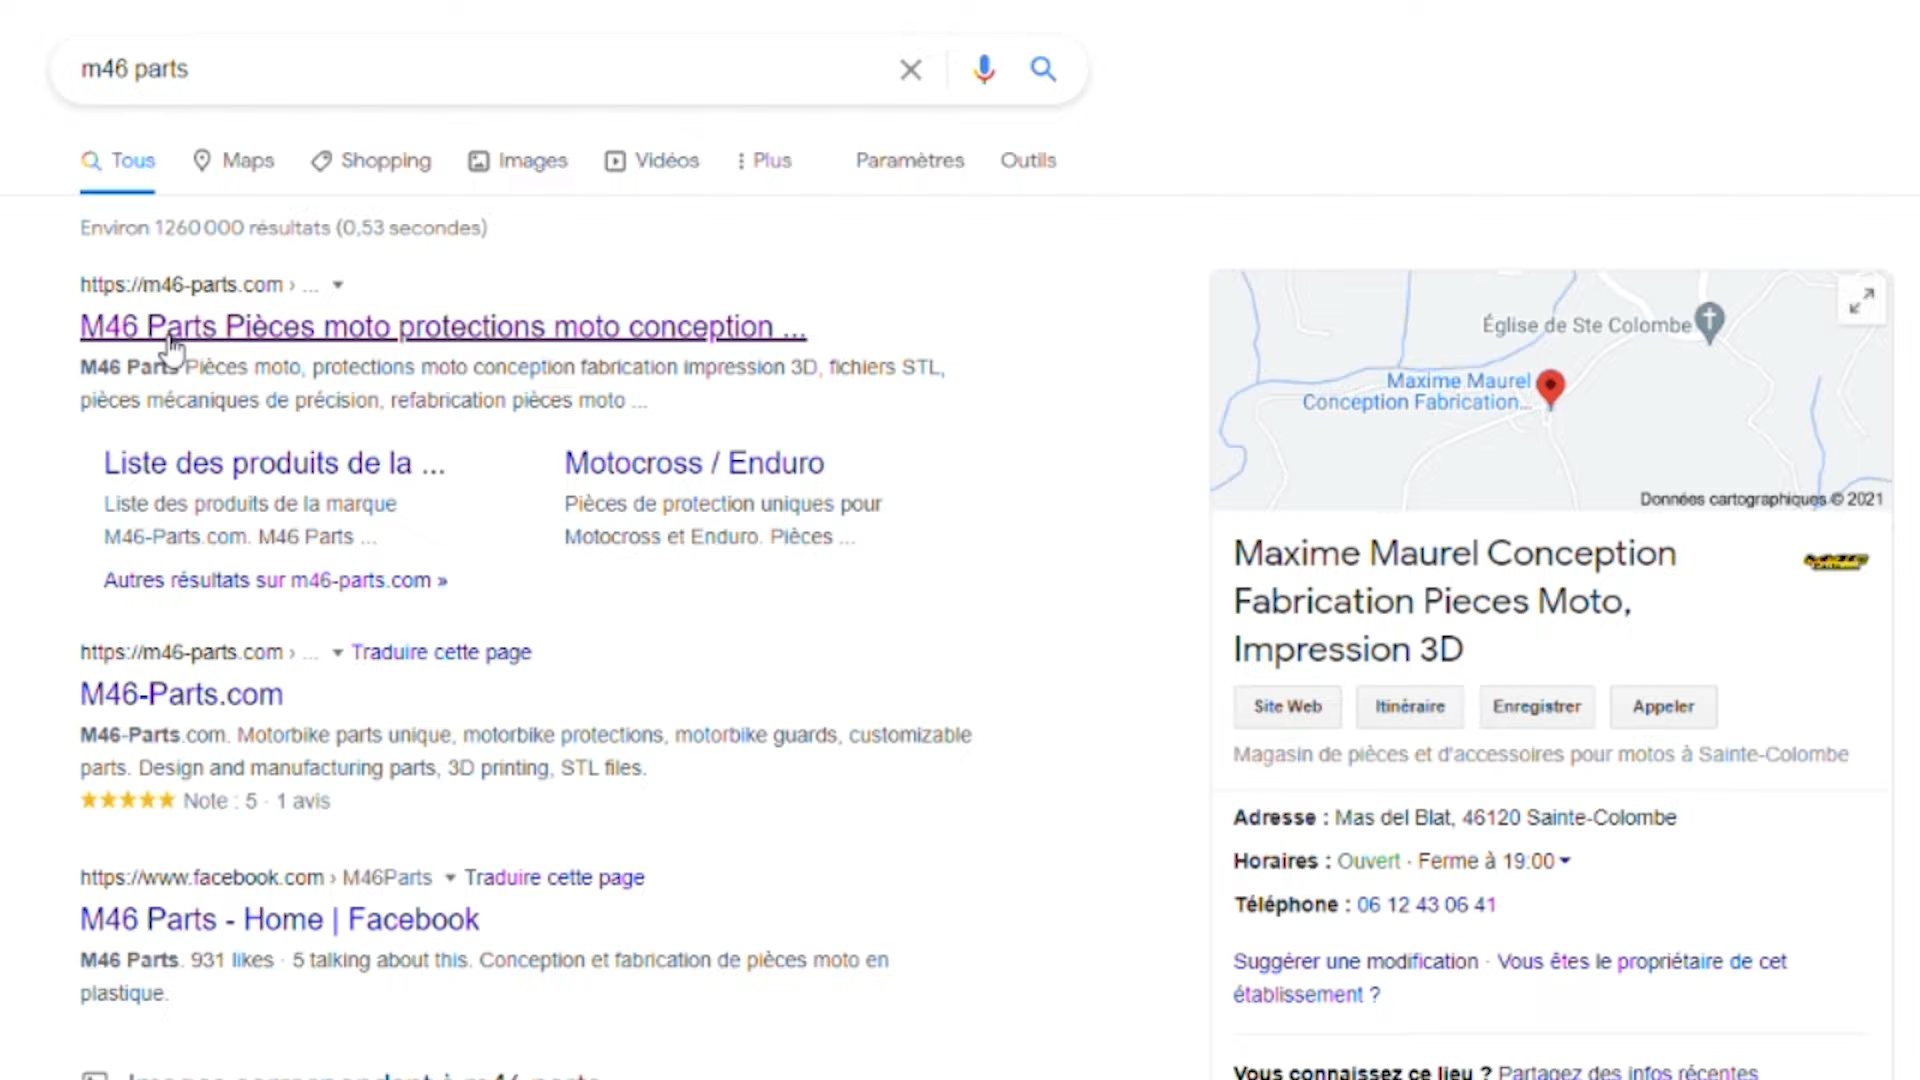 m46 parts
Tous
Maps
Shopping
Images
Vidéos
Plus
Paramètres
Outils
Environ 1 260 000 résultats (0,53 secondes)
https://m46-parts.com › ...
M46 Parts Pièces moto protections moto conception ...
M46 Parts Pièces moto, protections moto conception fabrication impression 3D, fichiers STL,
pièces mécaniques de précision, refabrication pièces moto ...
Liste des produits de la ...
Liste des produits de la marque
M46-Parts.com. M46 Parts ...
Motocross / Enduro
Pièces de protection uniques pour
Motocross et Enduro. Pièces ...
Autres résultats sur m46-parts.com »
https://m46-parts.com › ... Traduire cette page
M46-Parts.com
M46-Parts.com. Motorbike parts unique, motorbike protections, motorbike guards, customizable
parts. Design and manufacturing parts, 3D printing, STL files.
Note : 5 · 1 avis
https://www.facebook.com › M46Parts Traduire cette page
M46 Parts - Home | Facebook
M46 Parts. 931 likes · 5 talking about this. Conception et fabrication de pièces moto en
plastique.
Images correspondant à m46 parts
Église de Ste Colombe
Maxime Maurel
Conception Fabrication...
Données cartographiques © 2021
Maxime Maurel Conception
Fabrication Pieces Moto,
Impression 3D
Site Web
Itinéraire
Enregistrer
Appeler
Magasin de pièces et d'accessoires pour motos à Sainte-Colombe
Adresse : Mas del Blat, 46120 Sainte-Colombe
Horaires : Ouvert · Ferme à 19:00
Téléphone : 06 12 43 06 41
Suggérer une modification · Vous êtes le propriétaire de cet
établissement ?
Vous connaissez ce lieu ? Partagez des infos récentes